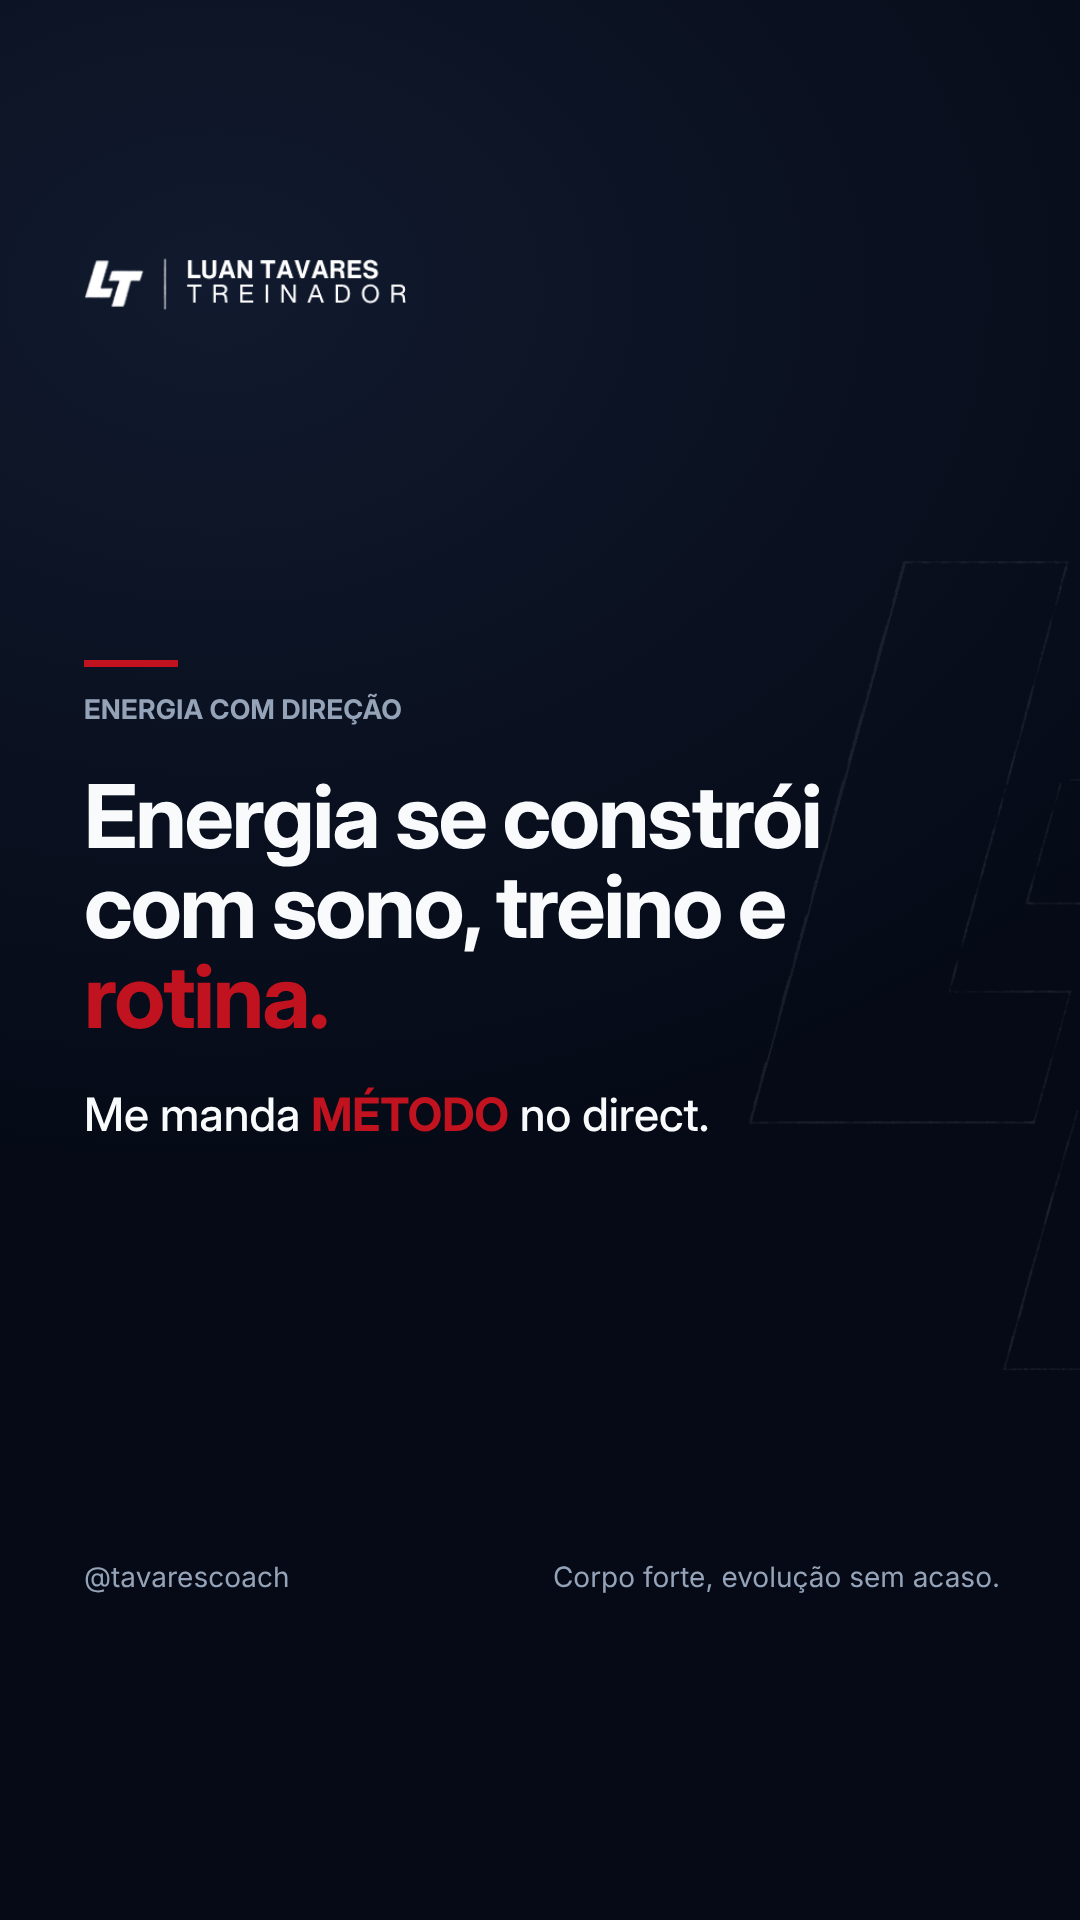 LT
LUAN TAVARES
TREINADOR
ENERGIA COM DIREÇÃO
Energia se constrói
com sono, treino e
rotina.
Me manda MÉTODO no direct.
@tavarescoach
Corpo forte, evolução sem acaso.